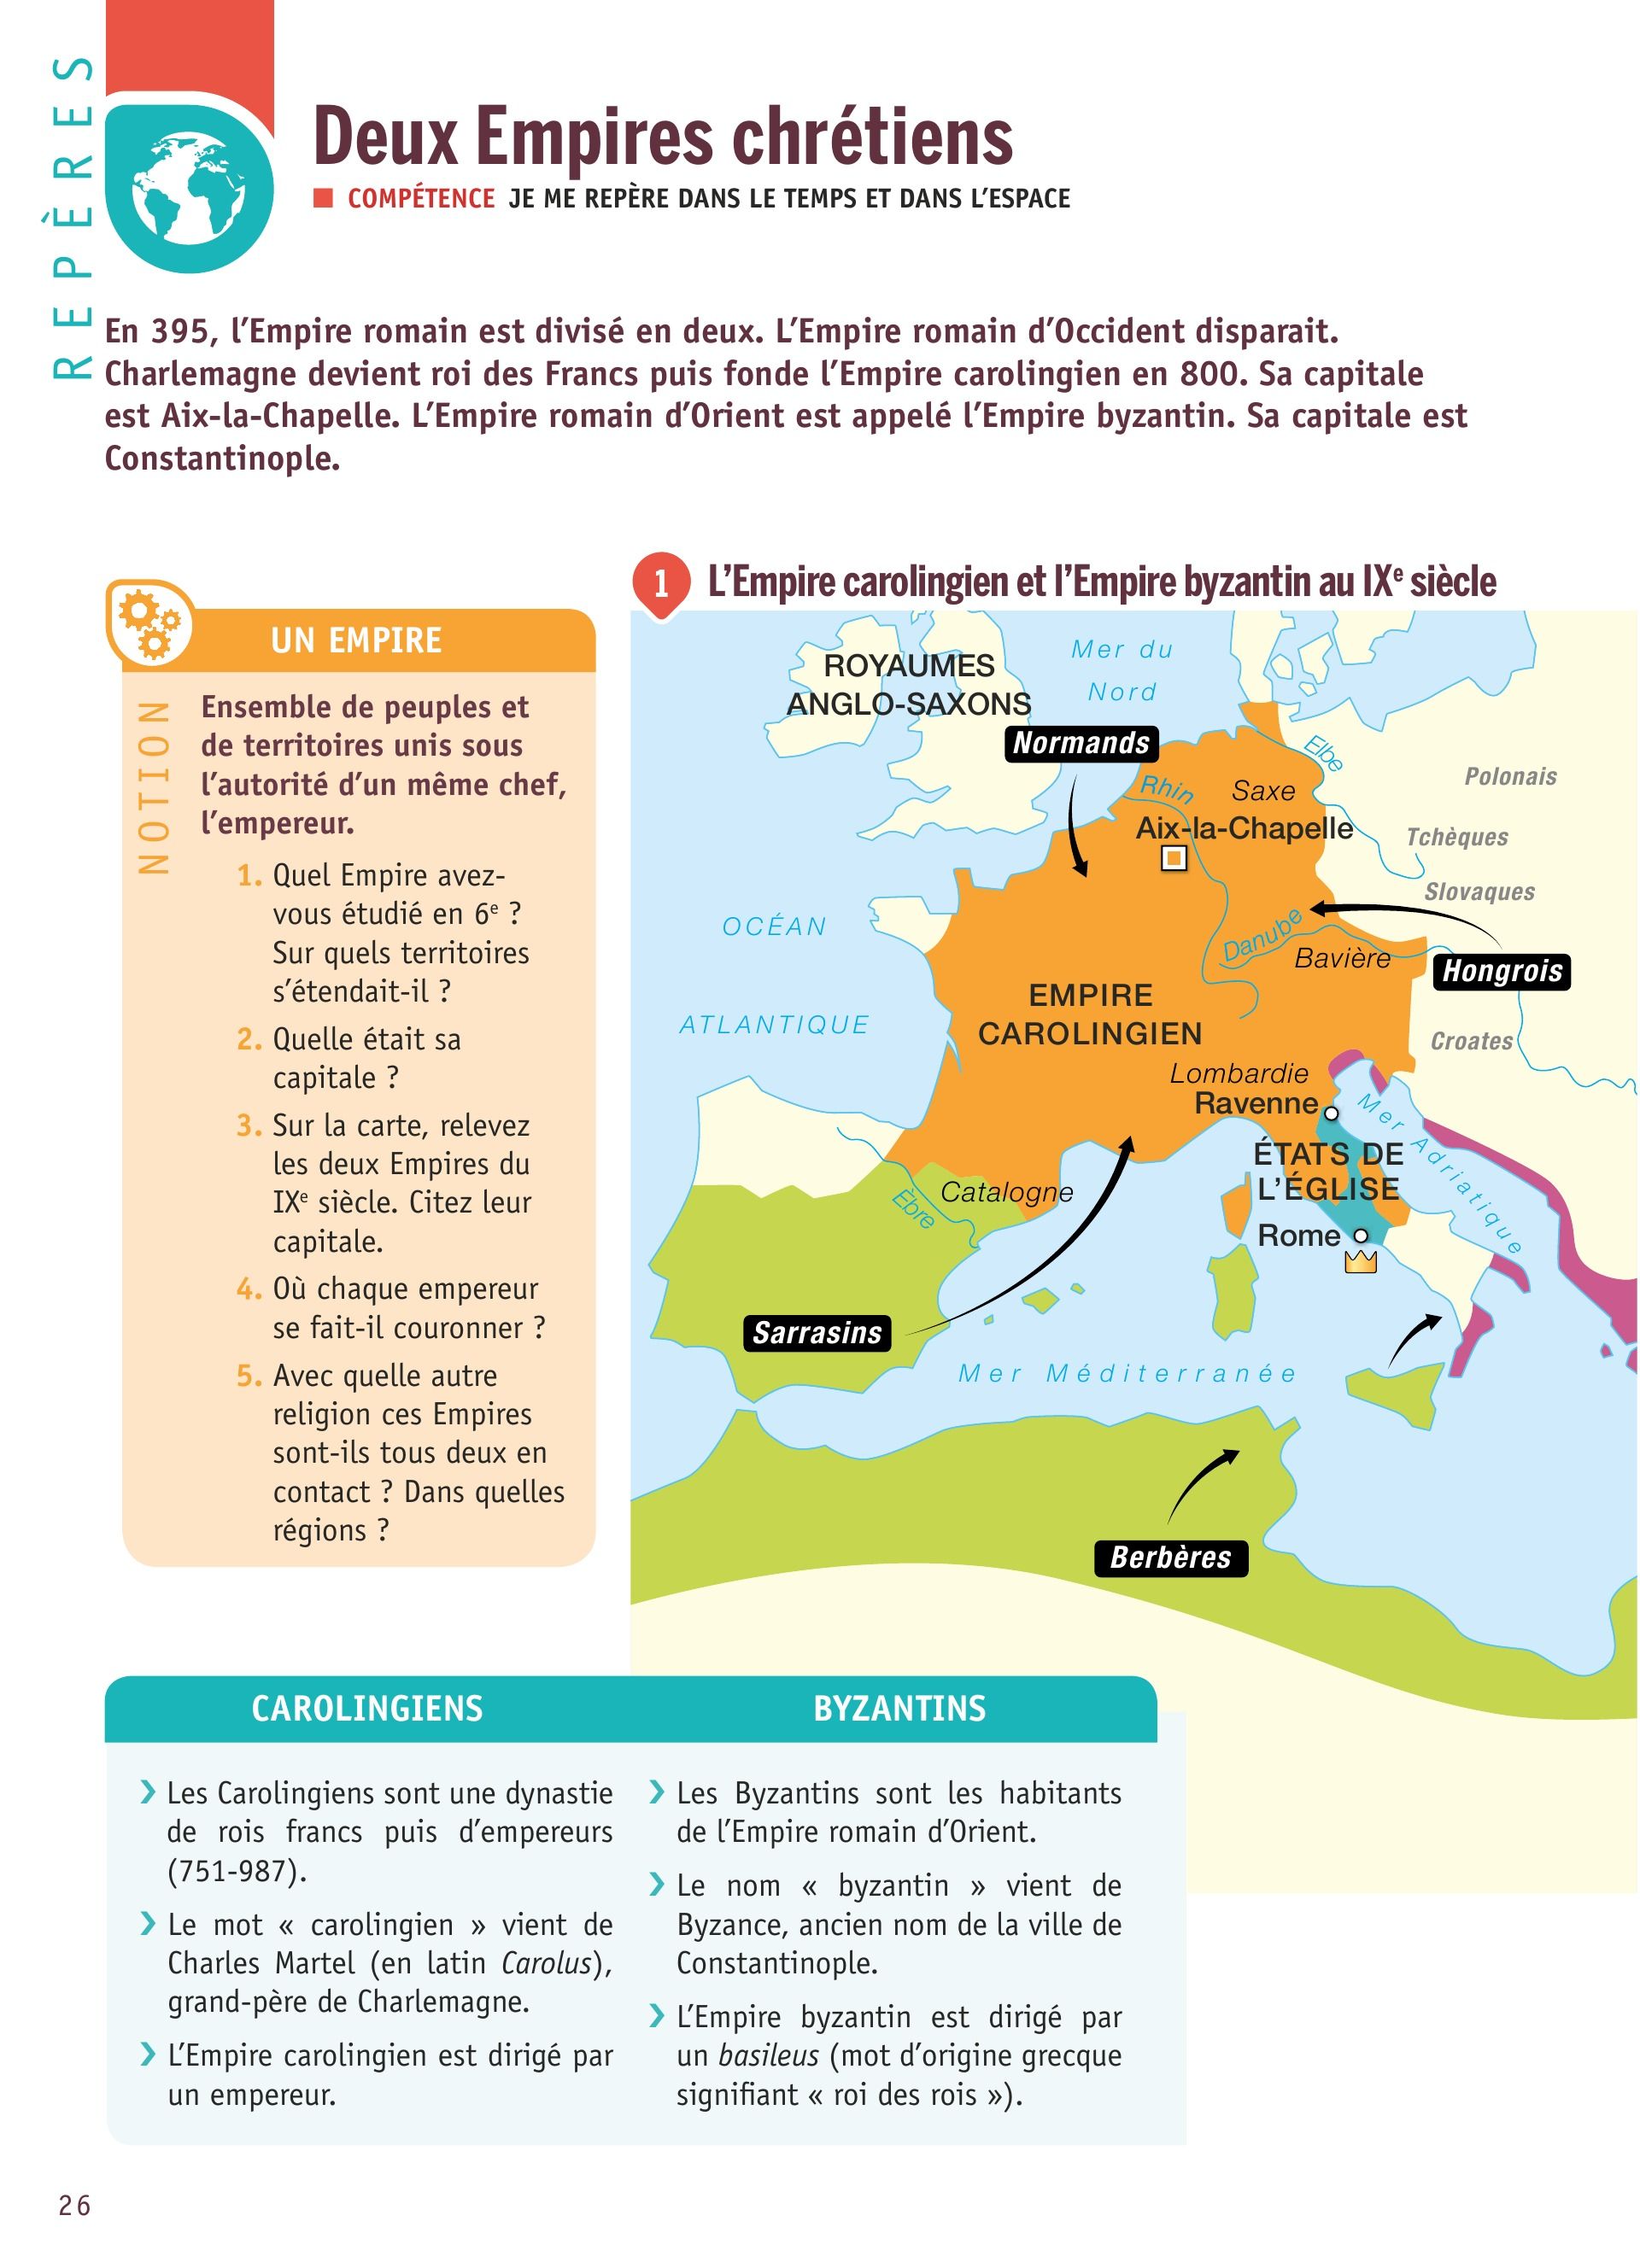 REPÈRES
Deux Empires chrétiens
COMPÉTENCE JE ME REPÈRE DANS LE TEMPS ET DANS L'ESPACE
En 395, l'Empire romain est divisé en deux. L'Empire romain d'Occident disparait.
Charlemagne devient roi des Francs puis fonde l'Empire carolingien en 800. Sa capitale
est Aix-la-Chapelle. L'Empire romain d'Orient est appelé l'Empire byzantin. Sa capitale est
Constantinople.
UN EMPIRE
NOTION
Ensemble de peuples et
de territoires unis sous
l'autorité d'un même chef,
l'empereur.
1. Quel Empire avez-
vous étudié en 6e ?
Sur quels territoires
s'étendait-il ?
2. Quelle était sa
capitale ?
3. Sur la carte, relevez
les deux Empires du
IXe siècle. Citez leur
capitale.
4. Où chaque empereur
se fait-il couronner ?
5. Avec quelle autre
religion ces Empires
sont-ils tous deux en
contact ? Dans quelles
régions ?
1 L'Empire carolingien et l'Empire byzantin au IXe siècle
ROYAUMES
ANGLO-SAXONS
Mer du
Nord
Normands
Elbe
Rhin
Saxe
Polonais
Aix-la-Chapelle
Tchèques
Slovaques
OCÉAN
ATLANTIQUE
Danube
Bavière
Hongrois
EMPIRE
CAROLINGIEN
Croates
Lombardie
Ravenne
Mer Adriatique
ÉTATS DE
L'ÉGLISE
Catalogne
Èbre
Rome
Sarrasins
Mer Méditerranée
Berbères
CAROLINGIENS
› Les Carolingiens sont une dynastie
de rois francs puis d'empereurs
(751-987).
› Le mot « carolingien » vient de
Charles Martel (en latin Carolus),
grand-père de Charlemagne.
› L'Empire carolingien est dirigé par
un empereur.
BYZANTINS
› Les Byzantins sont les habitants
de l'Empire romain d'Orient.
› Le nom « byzantin » vient de
Byzance, ancien nom de la ville de
Constantinople.
› L'Empire byzantin est dirigé par
un basileus (mot d'origine grecque
signifiant « roi des rois »).
26